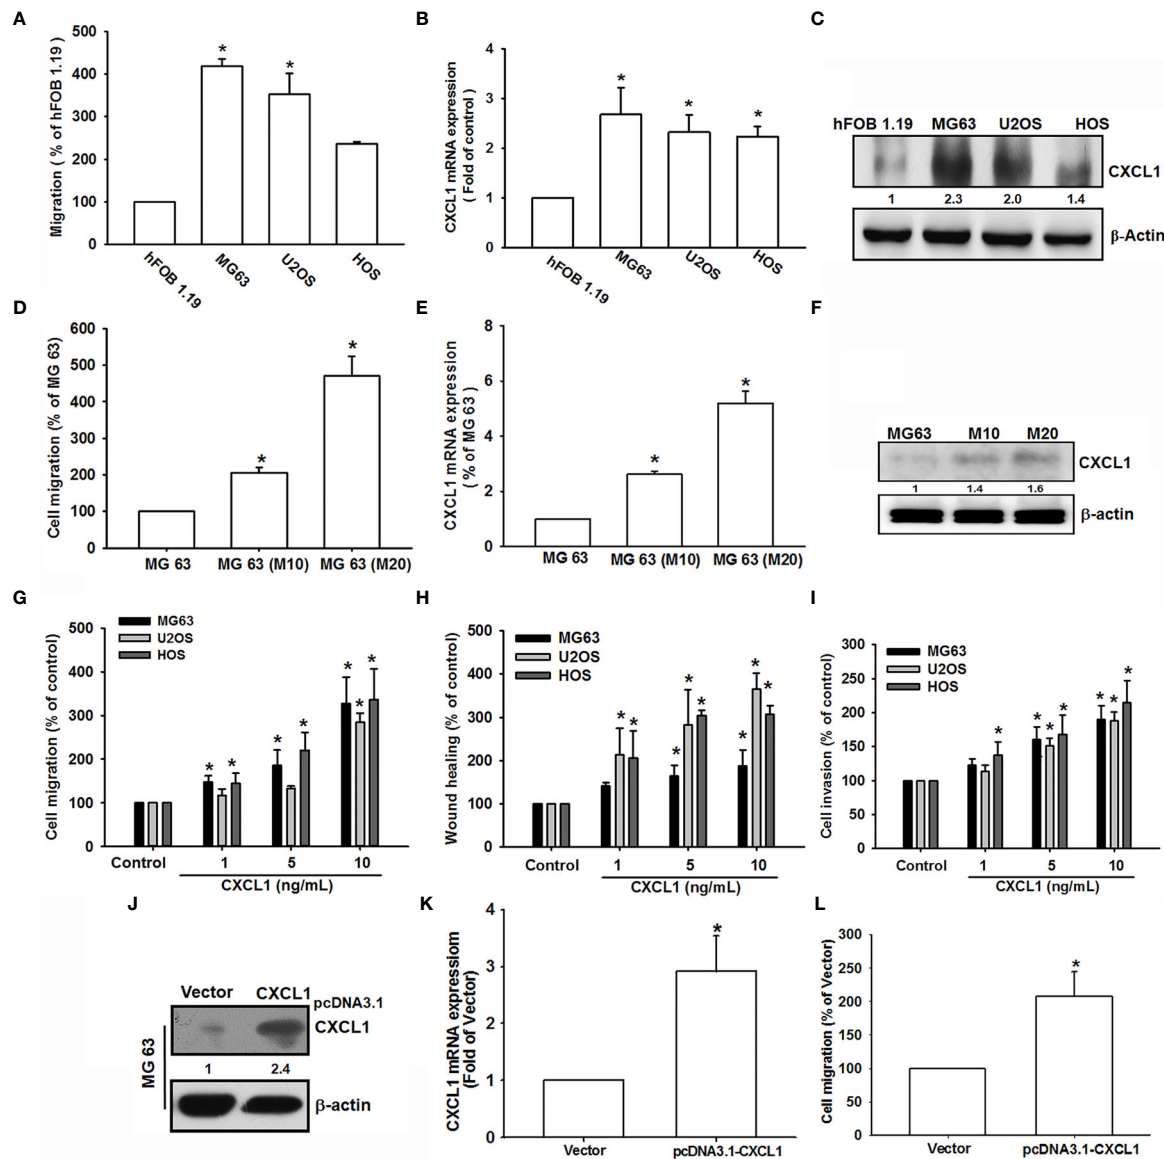 A
Migration ( % of hFOB 1.19)
500
400
300
200
100
0
*
*
hFOB 1.19
MG63
U2OS
HOS
B
CXCL1 mRNA expression
( Fold of control )
4
3
2
1
0
*
*
*
hFOB 1.19
MG63
U2OS
HOS
C
hFOB 1.19 MG63 U2OS HOS
CXCL1
1 2.3 2.0 1.4
β-Actin
D
Cell migration (% of MG 63)
600
500
400
300
200
100
0
*
*
MG 63 MG 63 (M10) MG 63 (M20)
E
CXCL1 mRNA expression
( % of MG 63 )
8
6
4
2
0
*
*
MG 63 MG 63 (M10) MG 63 (M20)
F
MG63 M10 M20
CXCL1
1 1.4 1.6
β-actin
G
Cell migration (% of control)
500
400
300
200
100
0
MG63
U2OS
HOS
* *
* *
* * *
Control 1 5 10
CXCL1 (ng/mL)
H
Wound healing (% of control)
500
400
300
200
100
0
MG63
U2OS
HOS
* *
* * *
* * *
Control 1 5 10
CXCL1 (ng/mL)
I
Cell invasion (% of control)
300
250
200
150
100
50
0
MG63
U2OS
HOS
*
* * *
* * *
Control 1 5 10
CXCL1 (ng/mL)
J
Vector CXCL1 pcDNA3.1
CXCL1
MG 63
1 2.4
β-actin
K
CXCL1 mRNA expressiom
(Fold of Vector)
4
3
2
1
0
*
Vector pcDNA3.1-CXCL1
L
Cell migration (% of Vector)
300
250
200
150
100
50
0
*
Vector pcDNA3.1-CXCL1